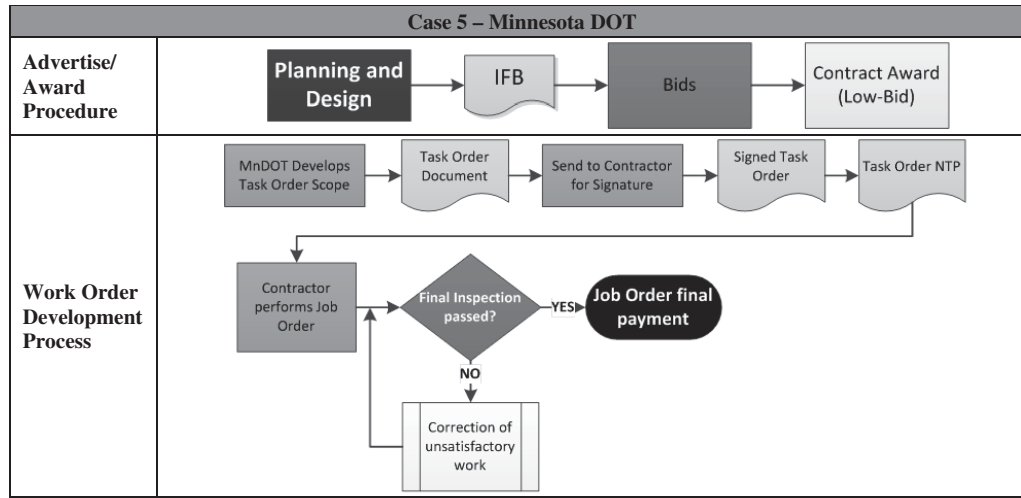 Case 5 – Minnesota DOT
Advertise/
Award
Procedure
Planning and
Design
IFB
Bids
Contract Award
(Low-Bid)
Work Order
Development
Process
MnDOT Develops
Task Order Scope
Task Order
Document
Send to Contractor
for Signature
Signed Task
Order
Task Order NTP
Contractor
performs Job
Order
Final Inspection
passed?
YES
Job Order final
payment
NO
Correction of
unsatisfactory
work